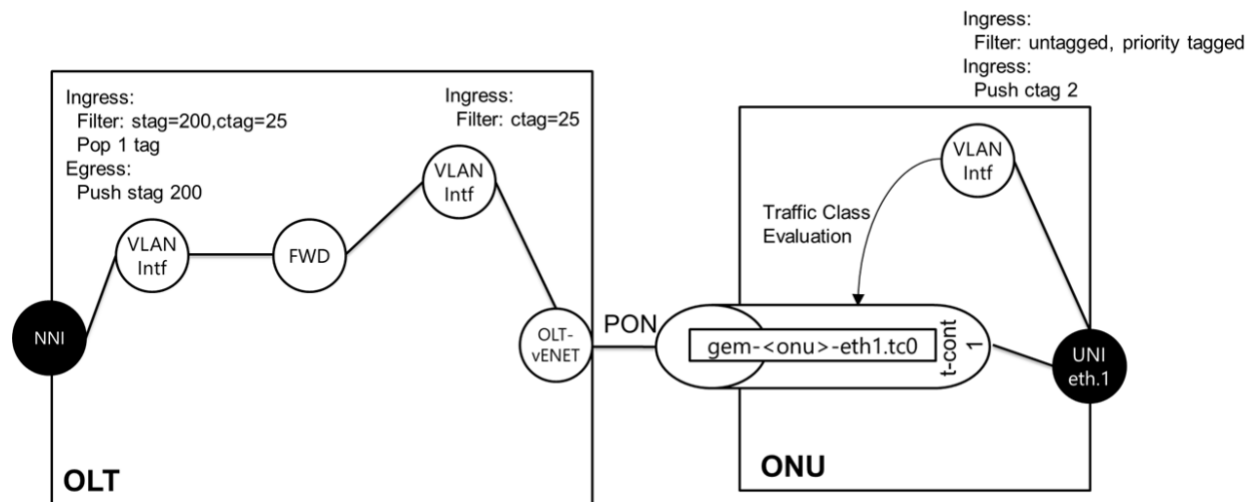 Ingress:
Filter: untagged, priority tagged
Ingress:
Push ctag 2
Ingress:
Filter: stag=200,ctag=25
Pop 1 tag
Egress:
Push stag 200
Ingress:
Filter: ctag=25
VLAN
Intf
VLAN
Intf
VLAN
Intf
Traffic Class
Evaluation
FWD
NNI
OLT-
vENET
PON
gem-<onu>-eth1.tc0
t-cont
1
UNI
eth.1
OLT
ONU